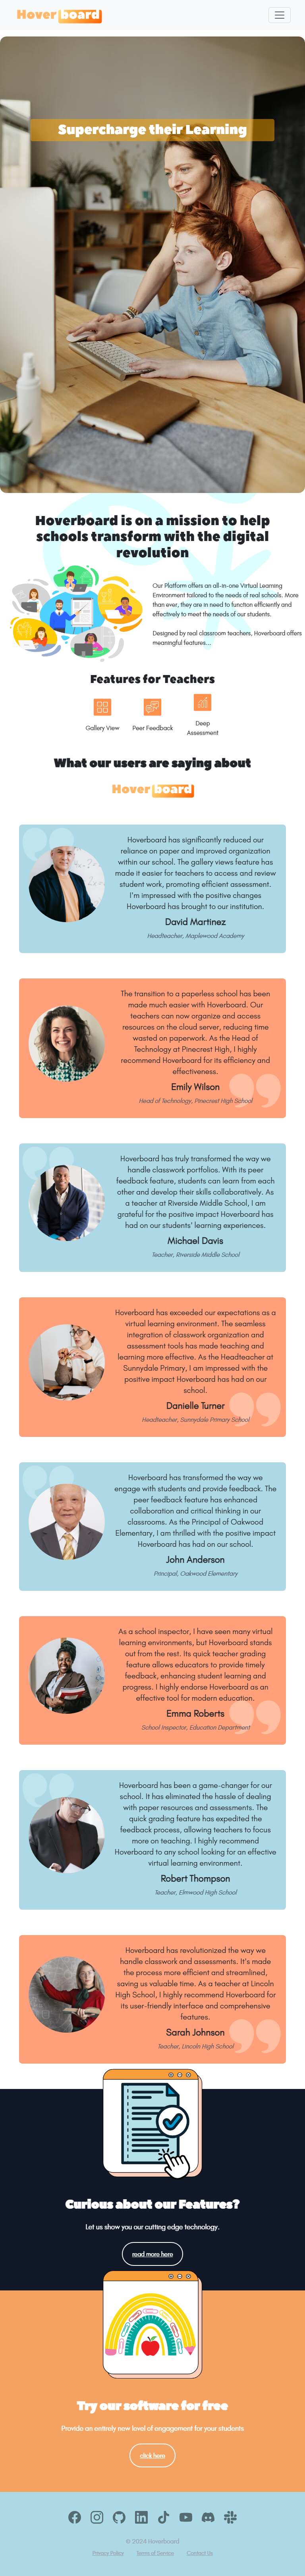 Hoverboard
Supercharge their Learning
Hoverboard is on a mission to help
schools transform with the digital
revolution
Our Platform offers an all-in-one Virtual Learning
Environment tailored to the needs of real schools. More
than ever, they are in need to function efficiently and
effectively to meet the needs of our students.
Designed by real classroom teachers, Hoverboard offers
meaningful features...
Features for Teachers
Gallery View
Peer Feedback
Deep
Assessment
What our users are saying about
Hoverboard
Hoverboard has significantly reduced our
reliance on paper and improved organization
within our school. The gallery views feature has
made it easier for teachers to access and review
student work, promoting efficient assessment.
I'm impressed with the positive changes
Hoverboard has brought to our institution.
David Martinez
Headteacher, Maplewood Academy
The transition to a paperless school has been
made much easier with Hoverboard. Our
teachers can now organize and access
resources on the cloud server, reducing time
wasted on paperwork. As the Head of
Technology at Pinecrest High, I highly
recommend Hoverboard for its efficiency and
effectiveness.
Emily Wilson
Head of Technology, Pinecrest High School
Hoverboard has truly transformed the way we
handle classwork portfolios. With its peer
feedback feature, students can learn from each
other and develop their skills collaboratively. As
a teacher at Riverside Middle School, I am
grateful for the positive impact Hoverboard has
had on our students' learning experiences.
Michael Davis
Teacher, Riverside Middle School
Hoverboard has exceeded our expectations as a
virtual learning environment. The seamless
integration of classwork organization and
assessment tools has made teaching and
learning more effective. As the Headteacher at
Sunnydale Primary, I am impressed with the
positive impact Hoverboard has had on our
school.
Danielle Turner
Headteacher, Sunnydale Primary School
Hoverboard has transformed the way we
engage with students and provide feedback. The
peer feedback feature has enhanced
collaboration and critical thinking in our
classrooms. As the Principal of Oakwood
Elementary, I am thrilled with the positive impact
Hoverboard has had on our school.
John Anderson
Principal, Oakwood Elementary
As a school inspector, I have seen many virtual
learning environments, but Hoverboard stands
out from the rest. Its quick teacher grading
feature allows educators to provide timely
feedback, enhancing student learning and
progress. I highly endorse Hoverboard as an
effective tool for modern education.
Emma Roberts
School Inspector, Education Department
Hoverboard has been a game-changer for our
school. It has eliminated the hassle of dealing
with paper resources and assessments. The
quick grading feature has expedited the
feedback process, allowing teachers to focus
more on teaching. I highly recommend
Hoverboard to any school looking for an effective
virtual learning environment.
Robert Thompson
Teacher, Elmwood High School
Hoverboard has revolutionized the way we
handle classwork and assessments. It's made
the process more efficient and streamlined,
saving us valuable time. As a teacher at Lincoln
High School, I highly recommend Hoverboard for
its user-friendly interface and comprehensive
features.
Sarah Johnson
Teacher, Lincoln High School
Curious about our Features?
Let us show you our cutting edge technology.
read more here
Try our software for free
Provide an entirely new level of engagement for your students
click here
© 2024 Hoverboard
Privacy Policy Terms of Service Contact Us